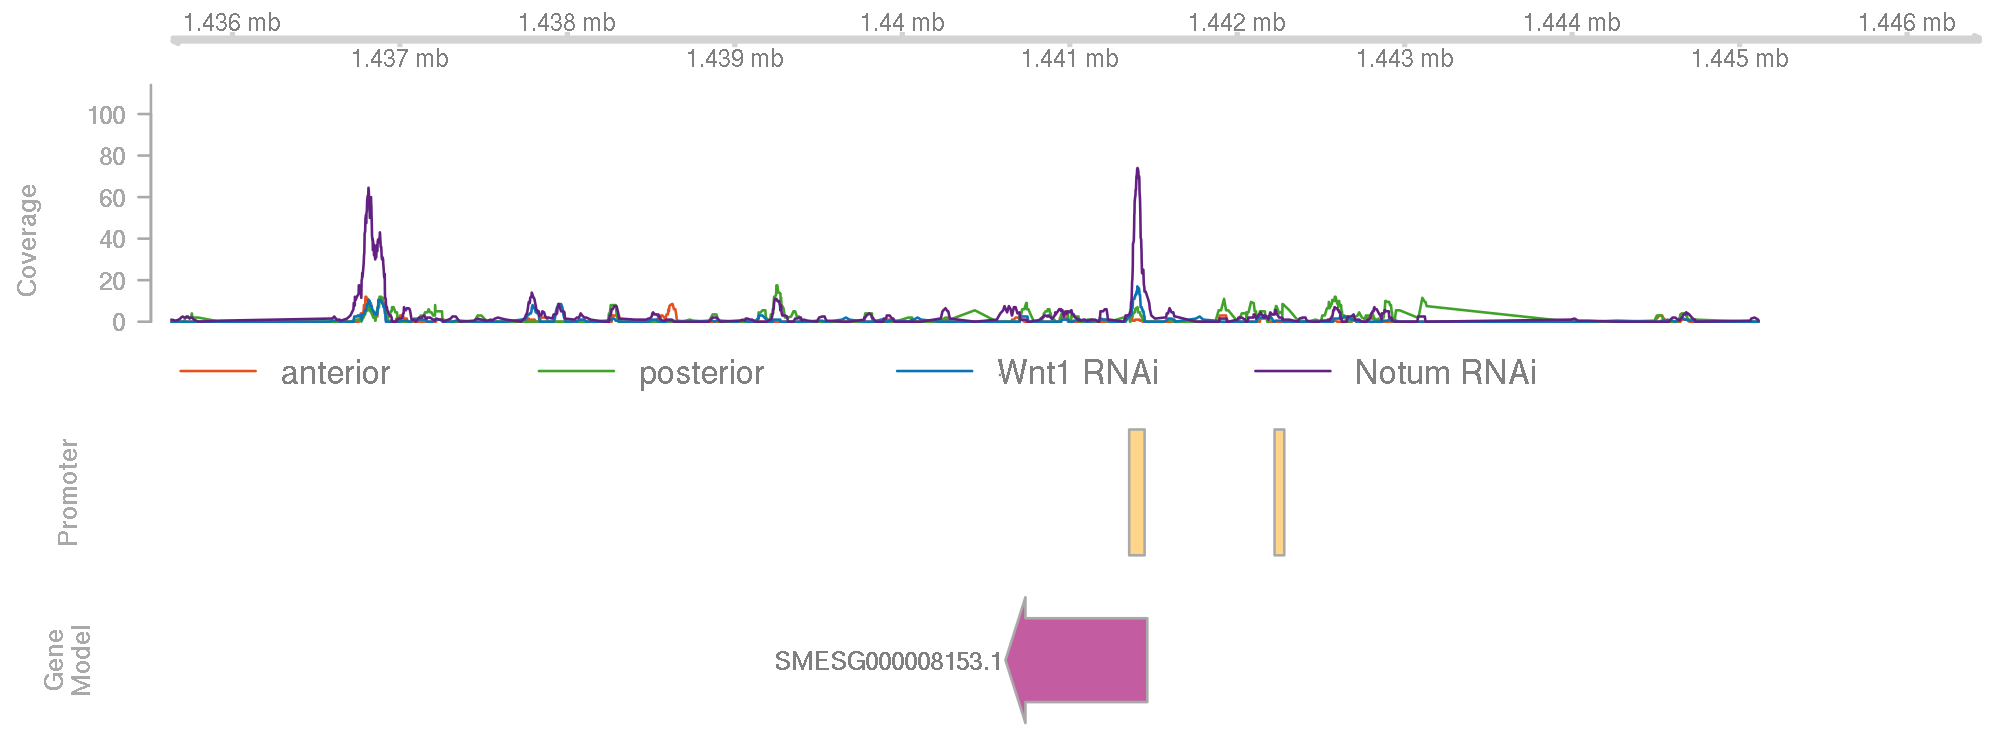 1.436 mb 1.438 mb 1.44 mb 1.442 mb 1.444 mb 1.446 mb
1.437 mb 1.439 mb 1.441 mb 1.443 mb 1.445 mb
Coverage
100
80
60
40
20
0
anterior posterior Wnt1 RNAi Notum RNAi
Promoter
Gene
Model
SMESG000008153.1